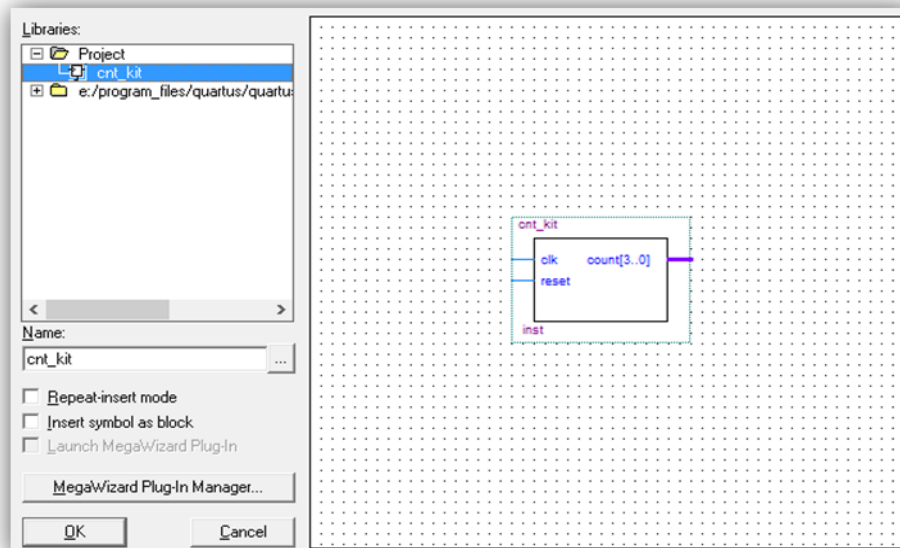 Libraries:
Project
cnt_kit
e:/program_files/quartus/quartu
Name:
cnt_kit
...
Repeat-insert mode
Insert symbol as block
Launch MegaWizard Plug-In
MegaWizard Plug-In Manager...
OK
Cancel
cnt_kit
clk count[3..0]
reset
inst